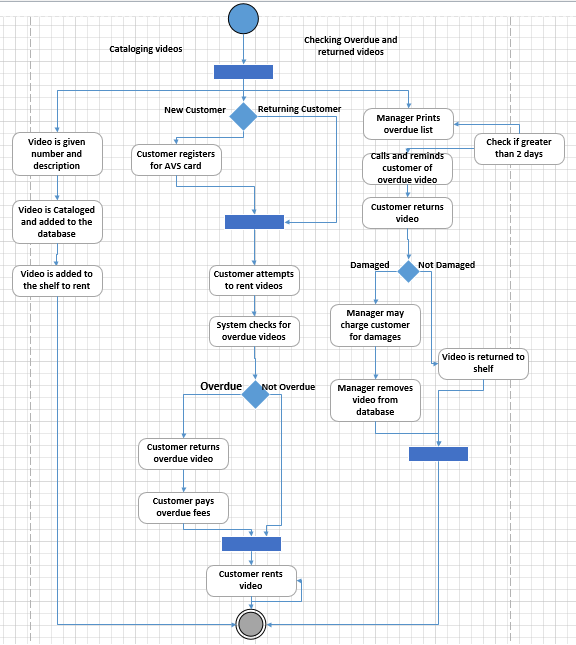 Cataloging videos
Checking Overdue and
returned videos
New Customer
Returning Customer
Manager Prints
overdue list
Video is given
number and
description
Customer registers
for AVS card
Check if greater
than 2 days
Calls and reminds
customer of
overdue video
Video is Cataloged
and added to the
database
Customer returns
video
Video is added to
the shelf to rent
Customer attempts
to rent videos
Damaged
Not Damaged
System checks for
overdue videos
Manager may
charge customer
for damages
Video is returned to
shelf
Overdue
Not Overdue
Manager removes
video from
database
Customer returns
overdue video
Customer pays
overdue fees
Customer rents
video